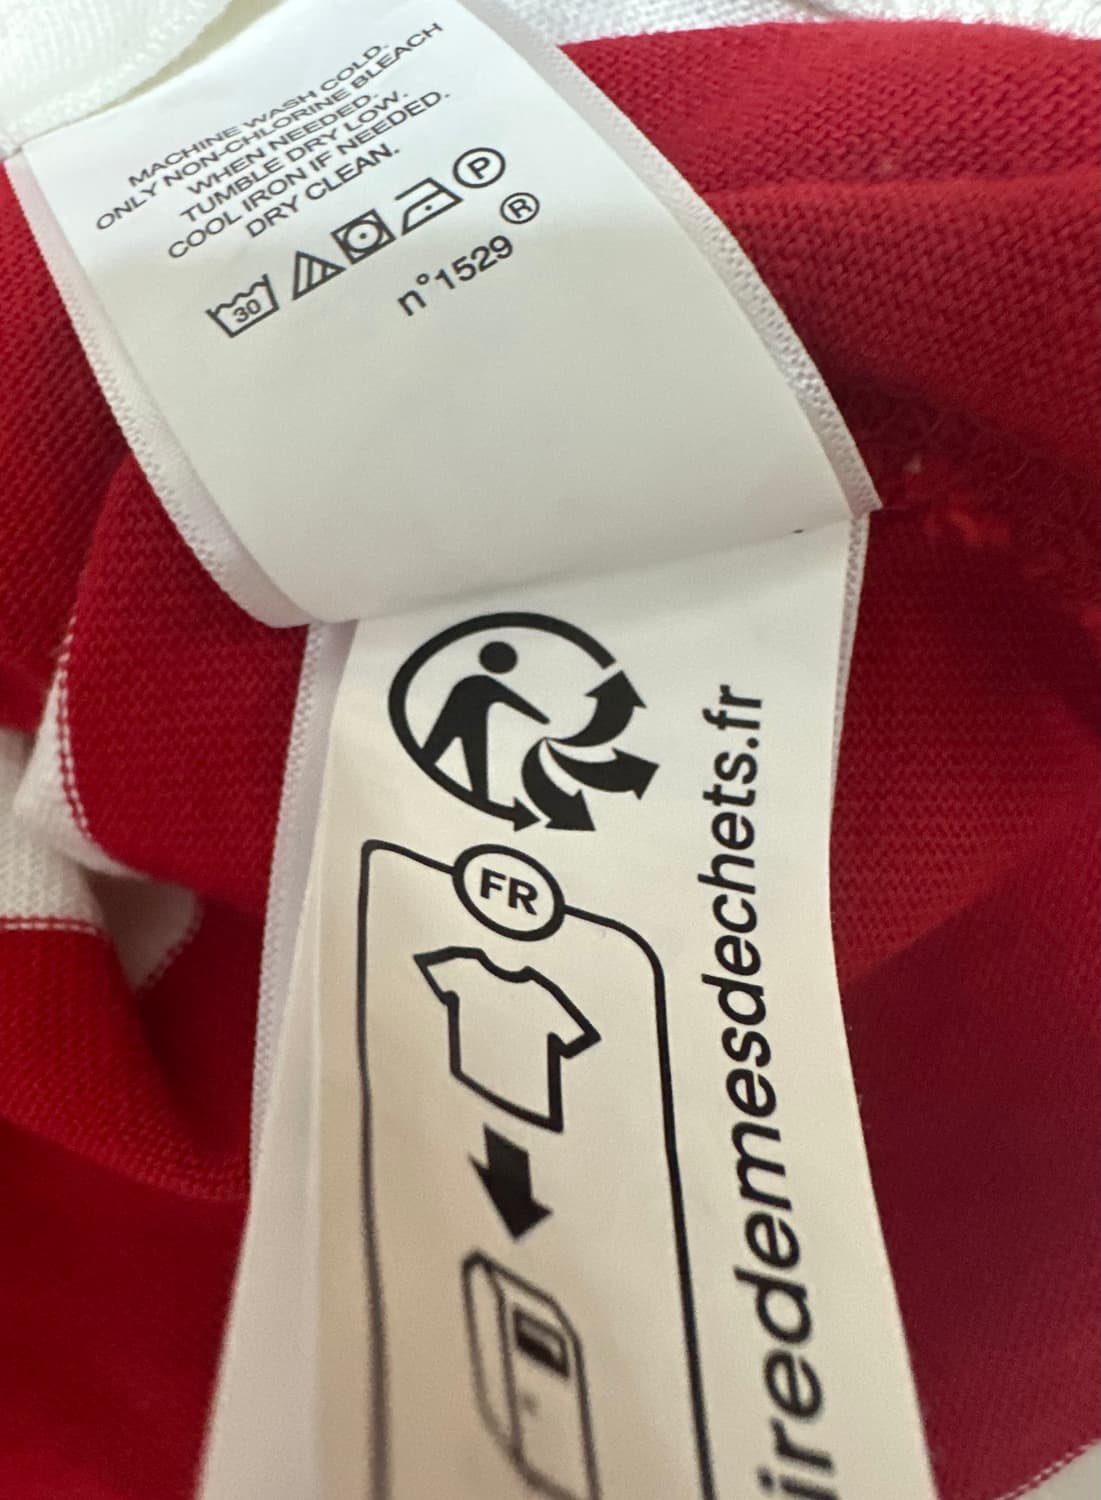 MACHINE WASH COLD.
ONLY NON-CHLORINE BLEACH
WHEN NEEDED.
TUMBLE DRY LOW.
COOL IRON IF NEEDED.
DRY CLEAN.
30 P
n°1529 ®
FR
iredemesdechets.fr